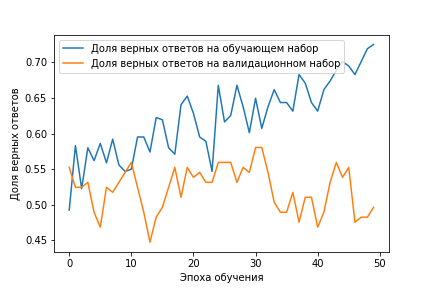 Доля верных ответов на обучающем набор
Доля верных ответов на валидационном набор
Доля верных ответов
0.70
0.65
0.60
0.55
0.50
0.45
0 10 20 30 40 50
Эпоха обучения